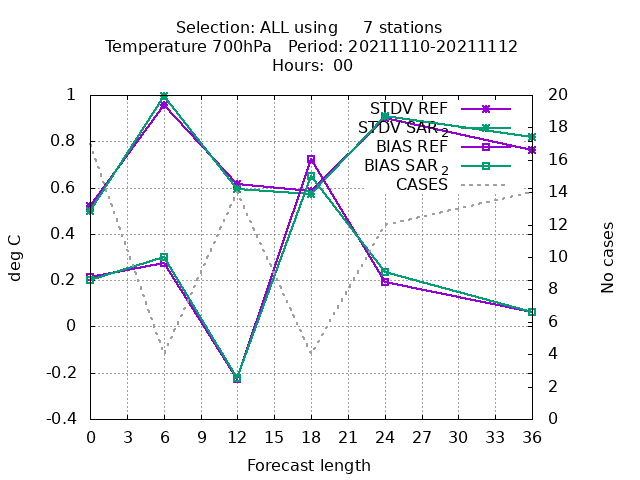 Selection: ALL using 7 stations
Temperature 700hPa Period: 20211110-20211112
Hours: 00
STDV REF
STDV SAR2
BIAS REF
BIAS SAR2
CASES
1
0.8
0.6
0.4
0.2
0
-0.2
-0.4
deg C
20
18
16
14
12
10
8
6
4
2
0
No cases
0 3 6 9 12 15 18 21 24 27 30 33 36
Forecast length